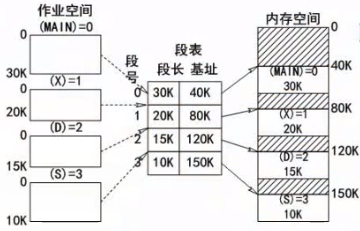 作业空间
(MAIN)=0
0
30K
(X)=1
0
20K
(D)=2
0
15K
(S)=3
0
10K
段号
段表
段长 基址
0 30K 40K
1 20K 80K
2 15K 120K
3 10K 150K
内存空间
0
40K
(MAIN)=0
30K
80K
(X)=1
20K
120K
(D)=2
15K
150K
(S)=3
10K